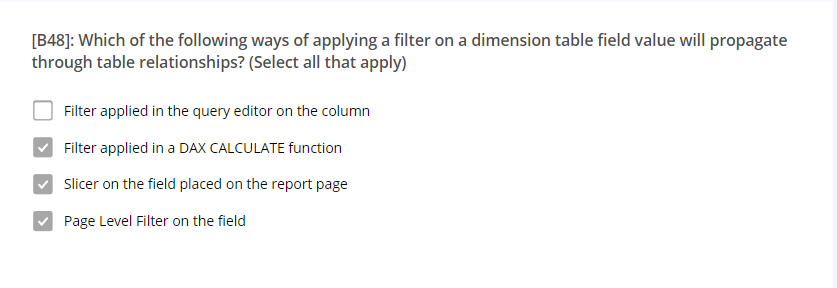 [B48]: Which of the following ways of applying a filter on a dimension table field value will propagate
through table relationships? (Select all that apply)
Filter applied in the query editor on the column
Filter applied in a DAX CALCULATE function
Slicer on the field placed on the report page
Page Level Filter on the field